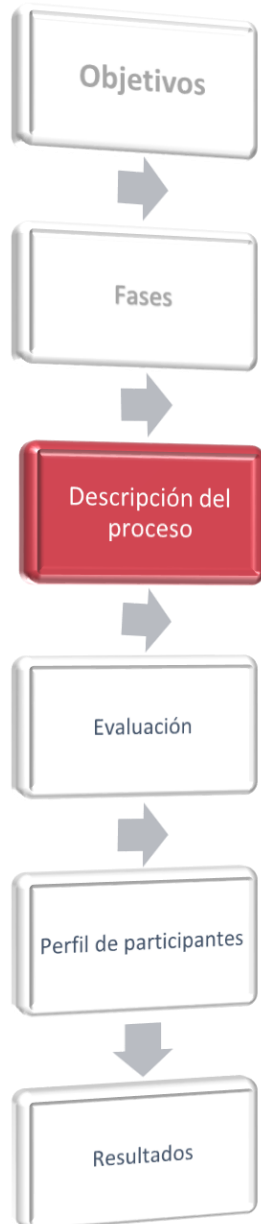 Objetivos
Fases
Descripción del
proceso
Evaluación
Perfil de participantes
Resultados